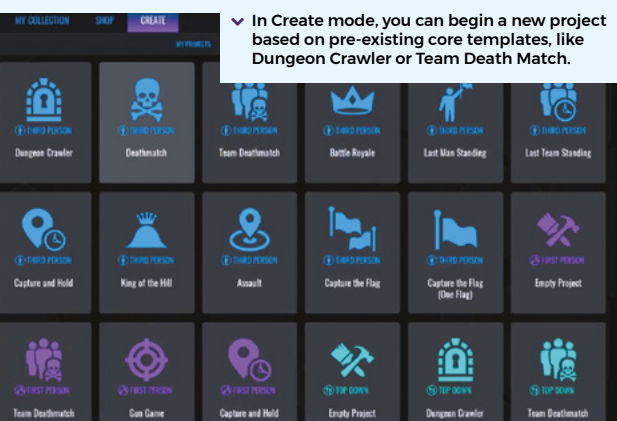 MY COLLECTION SHOP CREATE
In Create mode, you can begin a new project
based on pre-existing core templates, like
Dungeon Crawler or Team Death Match.
MY PROJECTS
THIRD PERSON THIRD PERSON THIRD PERSON THIRD PERSON THIRD PERSON THIRD PERSON
Dungeon Crawler Deathmatch Team Deathmatch Battle Royale Last Man Standing Last Team Standing
THIRD PERSON THIRD PERSON THIRD PERSON THIRD PERSON THIRD PERSON FIRST PERSON
Capture and Hold King of the Hill Assault Capture the Flag Capture the Flag Empty Project
(One Flag)
FIRST PERSON FIRST PERSON FIRST PERSON TOP DOWN TOP DOWN TOP DOWN
Team Deathmatch Gun Game Capture and Hold Empty Project Dungeon Crawler Team Deathmatch